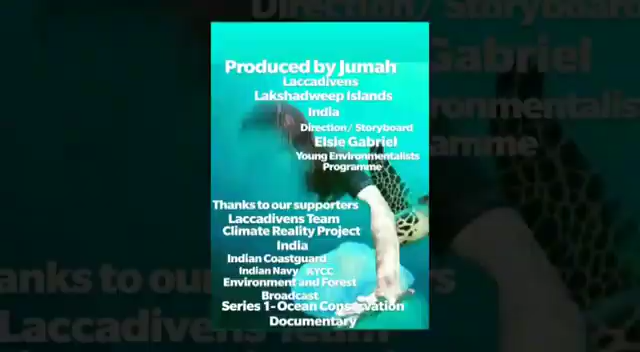 Produced by Jumah
Laccadivens
Lakshadweep Islands
India
Direction/ Storyboard
Elsie Gabriel
Young Environmentalists
Programme
Thanks to our supporters
Laccadivens Team
Climate Reality Project
India
Indian Coastguard
Indian Navy KYCC
Environment and Forest
Broadcast
Series 1- Ocean Conservation
Documentary